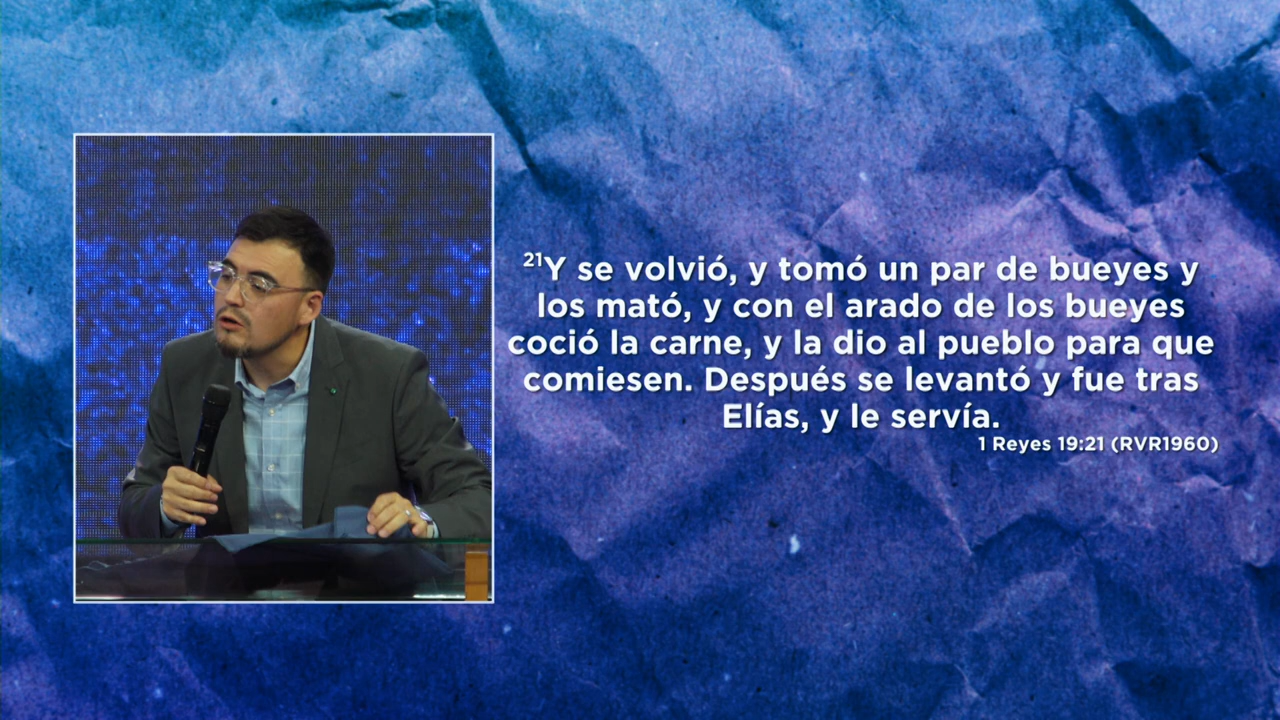 ²¹Y se volvió, y tomó un par de bueyes y
los mató, y con el arado de los bueyes
coció la carne, y la dio al pueblo para que
comiesen. Después se levantó y fue tras
Elías, y le servía.
1 Reyes 19:21 (RVR1960)